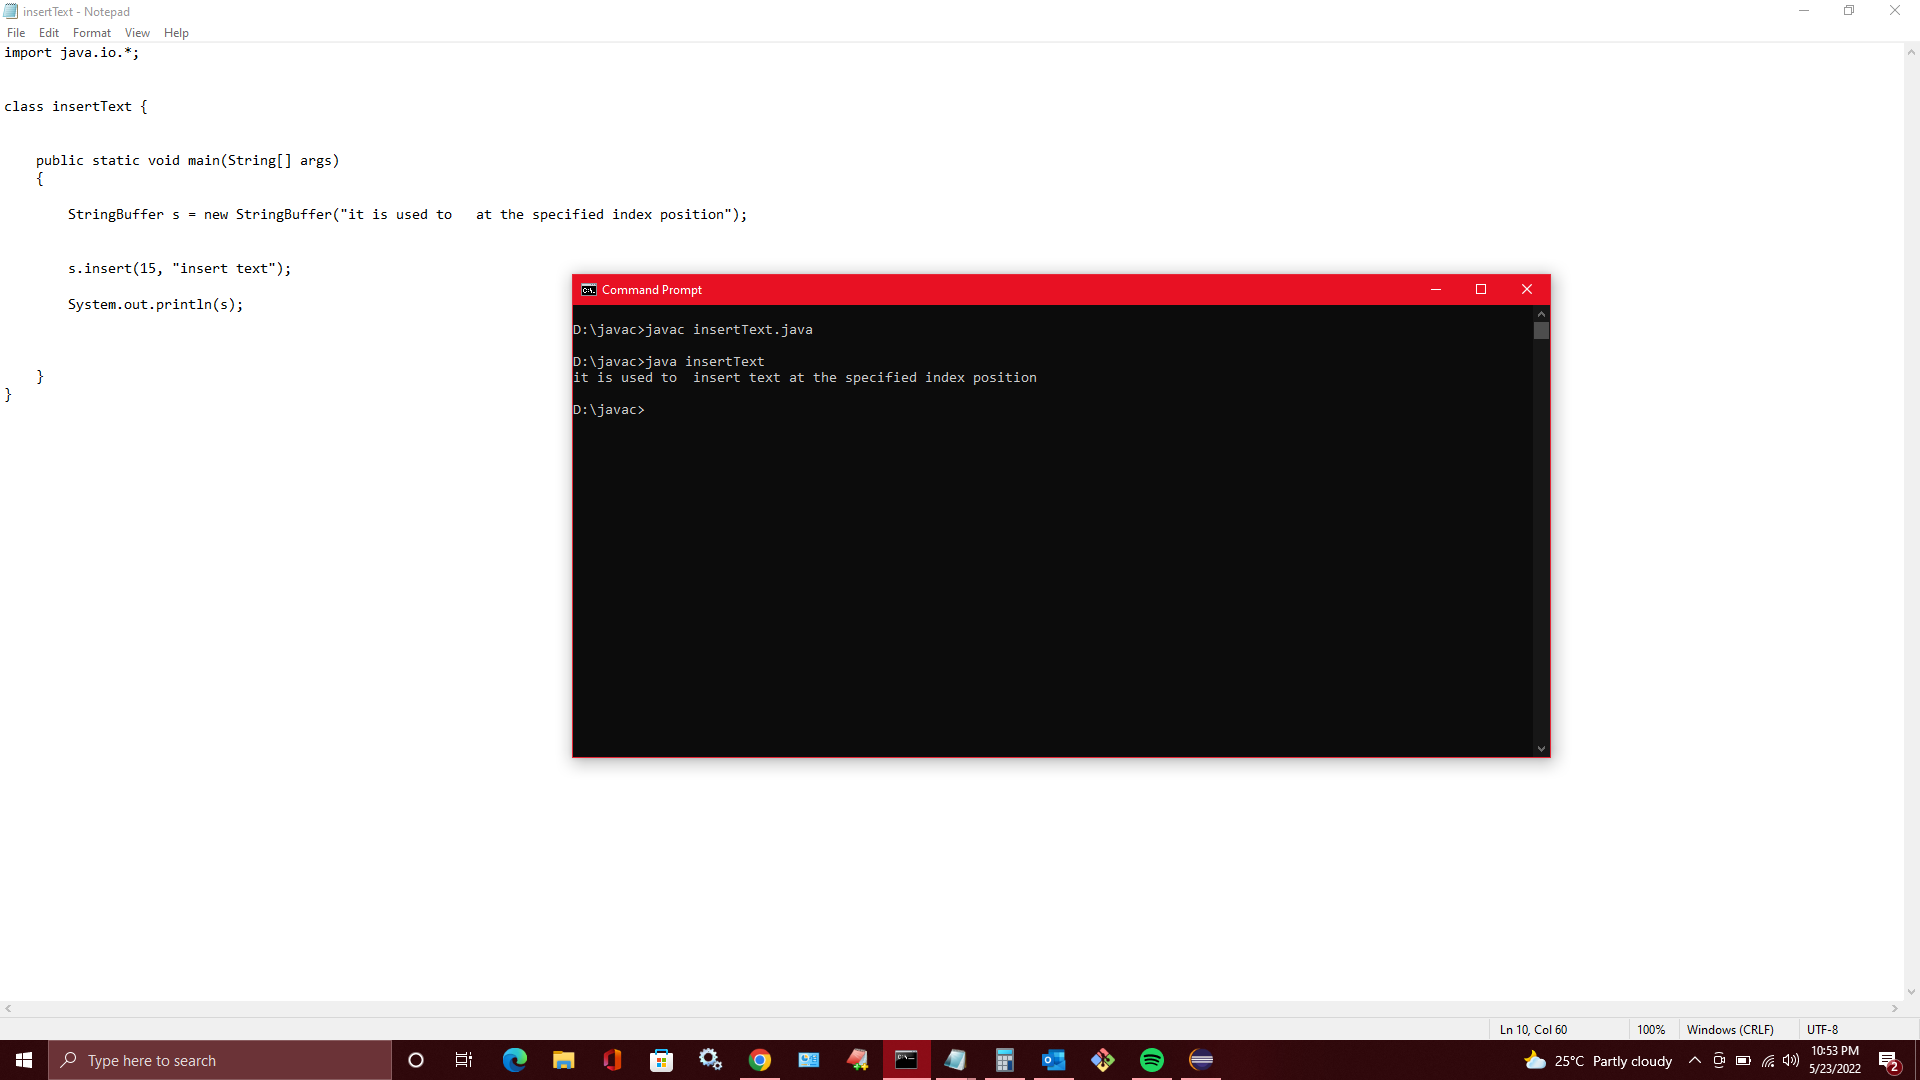 insertText - Notepad
File Edit Format View Help
import java.io.*;
class insertText {
    public static void main(String[] args)
    {
        StringBuffer s = new StringBuffer("it is used to   at the specified index position");
        s.insert(15, "insert text");
        System.out.println(s);
    }
}
Command Prompt
D:\javac>javac insertText.java
D:\javac>java insertText
it is used to  insert text at the specified index position
D:\javac>
Ln 10, Col 60 100% Windows (CRLF) UTF-8
Type here to search
25°C Partly cloudy
10:53 PM
5/23/2022
2